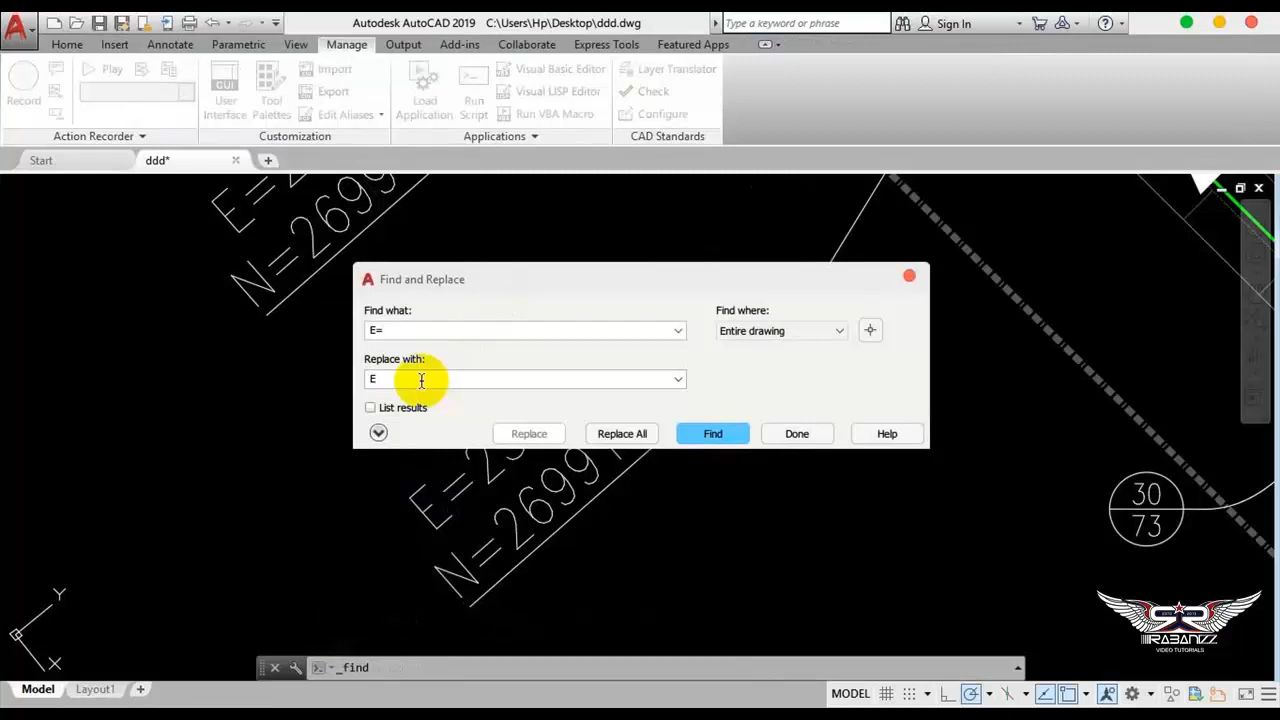 Autodesk AutoCAD 2019 C:\Users\Hp\Desktop\ddd.dwg
Type a keyword or phrase
Sign In
Home Insert Annotate Parametric View Manage Output Add-ins Collaborate Express Tools Featured Apps
Record
Play
CUI
User Interface
Tool Palettes
Import
Export
Edit Aliases
Load Application
Run Script
Visual Basic Editor
Visual LISP Editor
Run VBA Macro
Layer Translator
Check
Configure
Action Recorder
Customization
Applications
CAD Standards
Start
ddd*
N=2699
Find and Replace
Find what:
E=
Find where:
Entire drawing
Replace with:
E
List results
Replace
Replace All
Find
Done
Help
N=2699
30
73
Y
X
_find
RABANZZ
VIDEO TUTORIALS
Model
Layout1
MODEL